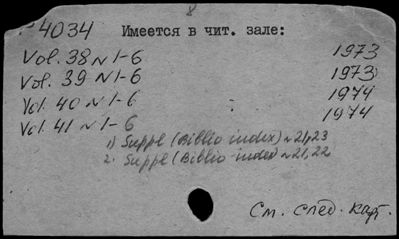 8
P4034 Имеется в чит. зале:
Vol. 38 N 1-6 1973
Vol. 39 N 1-6 1973
Vol. 40 N 1-6 1974
Vol. 41 N 1-6 1974
1) Suppl (Biblio index) N 21,23
2. Suppl (Biblio index) N 21,22
См. след. карт.